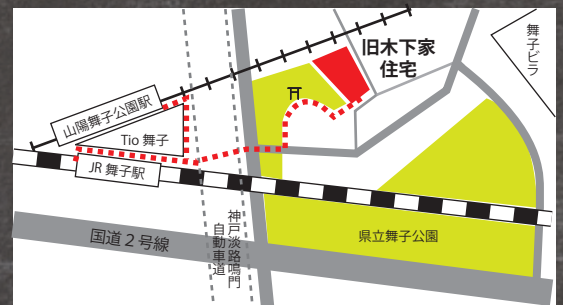 旧木下家
住宅
舞子ビラ
山陽舞子公園駅
Tio 舞子
JR 舞子駅
神戸淡路鳴門
自動車道
国道2号線
県立舞子公園